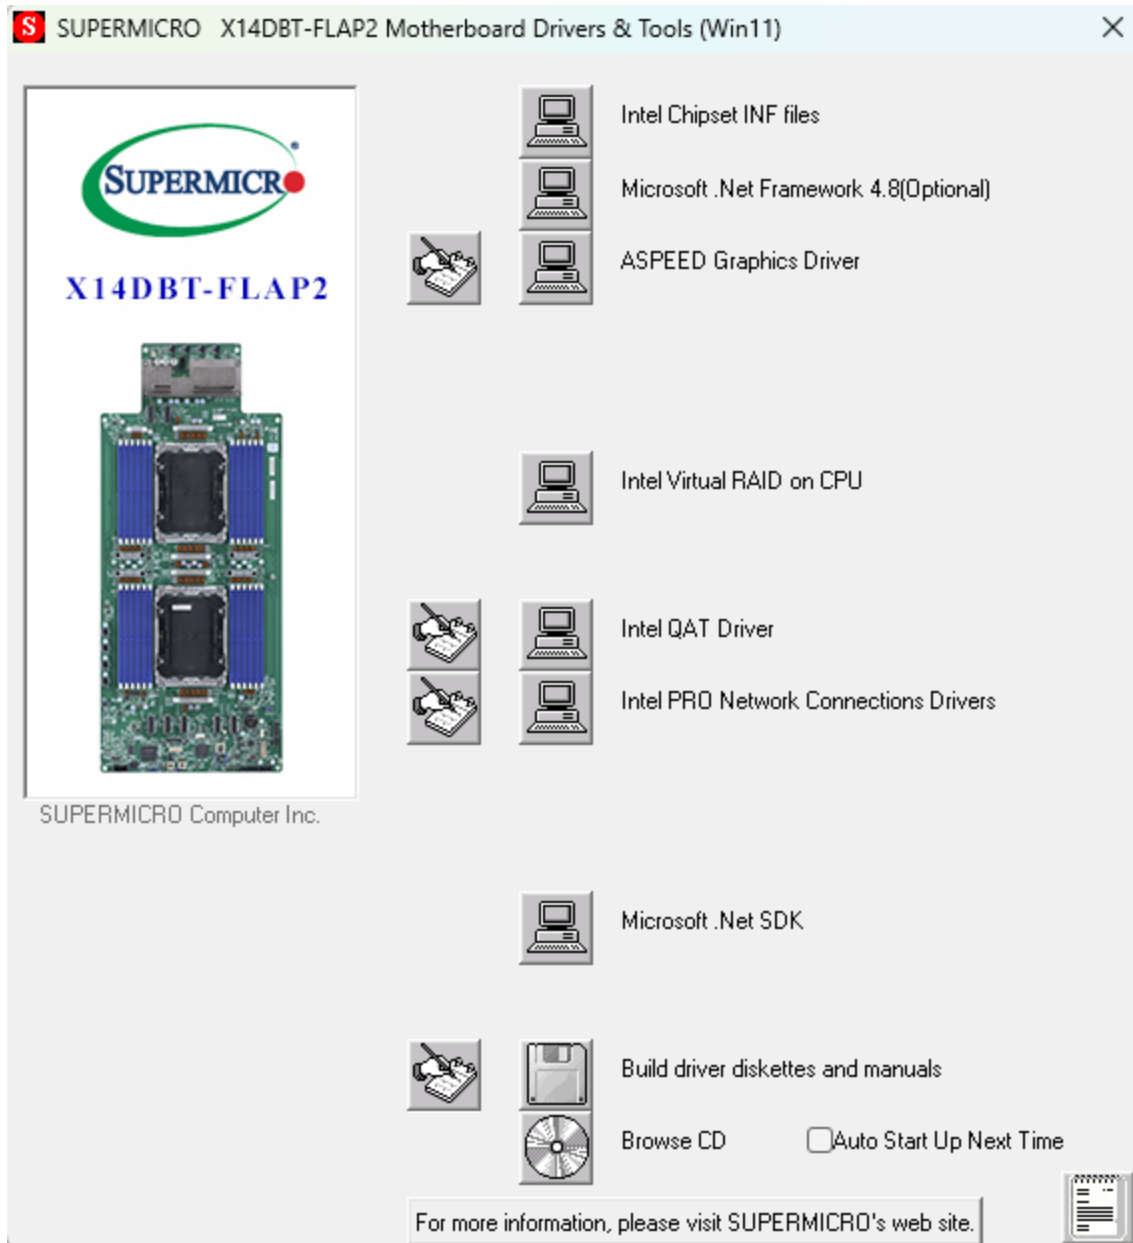 SUPERMICRO   X14DBT-FLAP2 Motherboard Drivers & Tools (Win11)
SUPERMICRO
X14DBT-FLAP2
SUPERMICRO Computer Inc.
Intel Chipset INF files
Microsoft .Net Framework 4.8(Optional)
ASPEED Graphics Driver
Intel Virtual RAID on CPU
Intel QAT Driver
Intel PRO Network Connections Drivers
Microsoft .Net SDK
Build driver diskettes and manuals
Browse CD
Auto Start Up Next Time
For more information, please visit SUPERMICRO's web site.